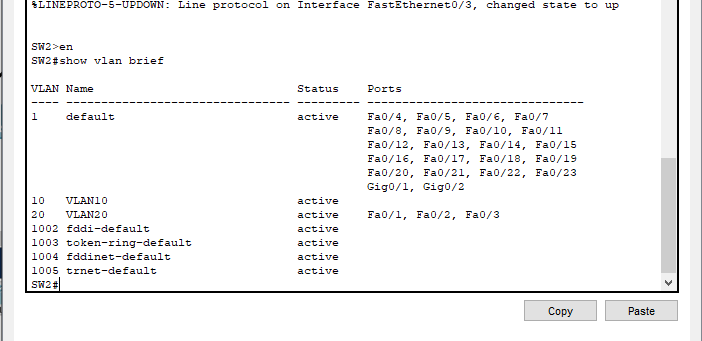 %LINEPROTO-5-UPDOWN: Line protocol on Interface FastEthernet0/3, changed state to up
SW2>en
SW2#show vlan brief
VLAN Name                             Status    Ports
---- -------------------------------- --------- -------------------------------
1    default                          active    Fa0/4, Fa0/5, Fa0/6, Fa0/7
                                                Fa0/8, Fa0/9, Fa0/10, Fa0/11
                                                Fa0/12, Fa0/13, Fa0/14, Fa0/15
                                                Fa0/16, Fa0/17, Fa0/18, Fa0/19
                                                Fa0/20, Fa0/21, Fa0/22, Fa0/23
                                                Gig0/1, Gig0/2
10   VLAN10                           active
20   VLAN20                           active    Fa0/1, Fa0/2, Fa0/3
1002 fddi-default                     active
1003 token-ring-default               active
1004 fddinet-default                  active
1005 trnet-default                    active
SW2#
Copy Paste